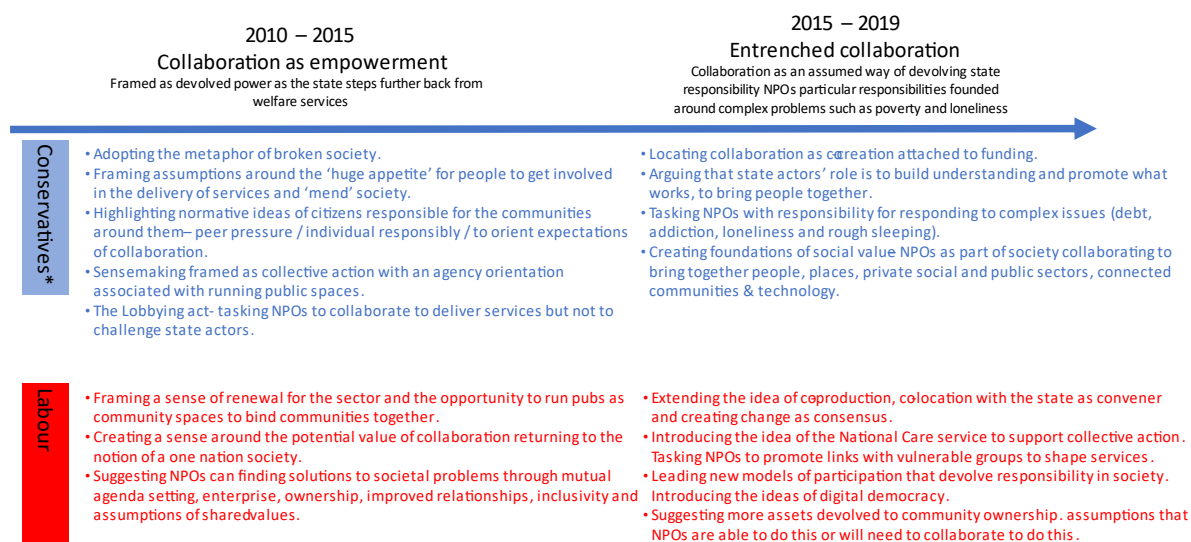 2010 – 2015
Collaboration as empowerment
Framed as devolved power as the state steps further back from
welfare services
2015 – 2019
Entrenched collaboration
Collaboration as an assumed way of devolving state
responsibility NPOs particular responsibilities founded
around complex problems such as poverty and loneliness
Conservatives*
• Adopting the metaphor of broken society.
• Framing assumptions around the ‘huge appetite’ for people to get involved
in the delivery of services and ‘mend’ society.
• Highlighting normative ideas of citizens responsible for the communities
around them– peer pressure / individual responsibly / to orient expectations
of collaboration.
• Sensemaking framed as collective action with an agency orientation
associated with running public spaces.
• The Lobbying act- tasking NPOs to collaborate to deliver services but not to
challenge state actors.
• Locating collaboration as cocreation attached to funding.
• Arguing that state actors’ role is to build understanding and promote what
works, to bring people together.
• Tasking NPOs with responsibility for responding to complex issues (debt,
addiction, loneliness and rough sleeping).
• Creating foundations of social value- NPOs as part of society collaborating to
bring together people, places, private social and public sectors, connected
communities & technology.
Labour
• Framing a sense of renewal for the sector and the opportunity to run pubs as
community spaces to bind communities together.
• Creating a sense around the potential value of collaboration returning to the
notion of a one nation society.
• Suggesting NPOs can finding solutions to societal problems through mutual
agenda setting, enterprise, ownership, improved relationships, inclusivity and
assumptions of sharedvalues.
• Extending the idea of co-production, co-location with the state as convener
and creating change as consensus.
• Introducing the idea of the National Care service to support collective action.
Tasking NPOs to promote links with vulnerable groups to shape services.
• Leading new models of participation that devolve responsibility in society.
Introducing the ideas of digital democracy.
• Suggesting more assets devolved to community ownership. assumptions that
NPOs are able to do this or will need to collaborate to do this.